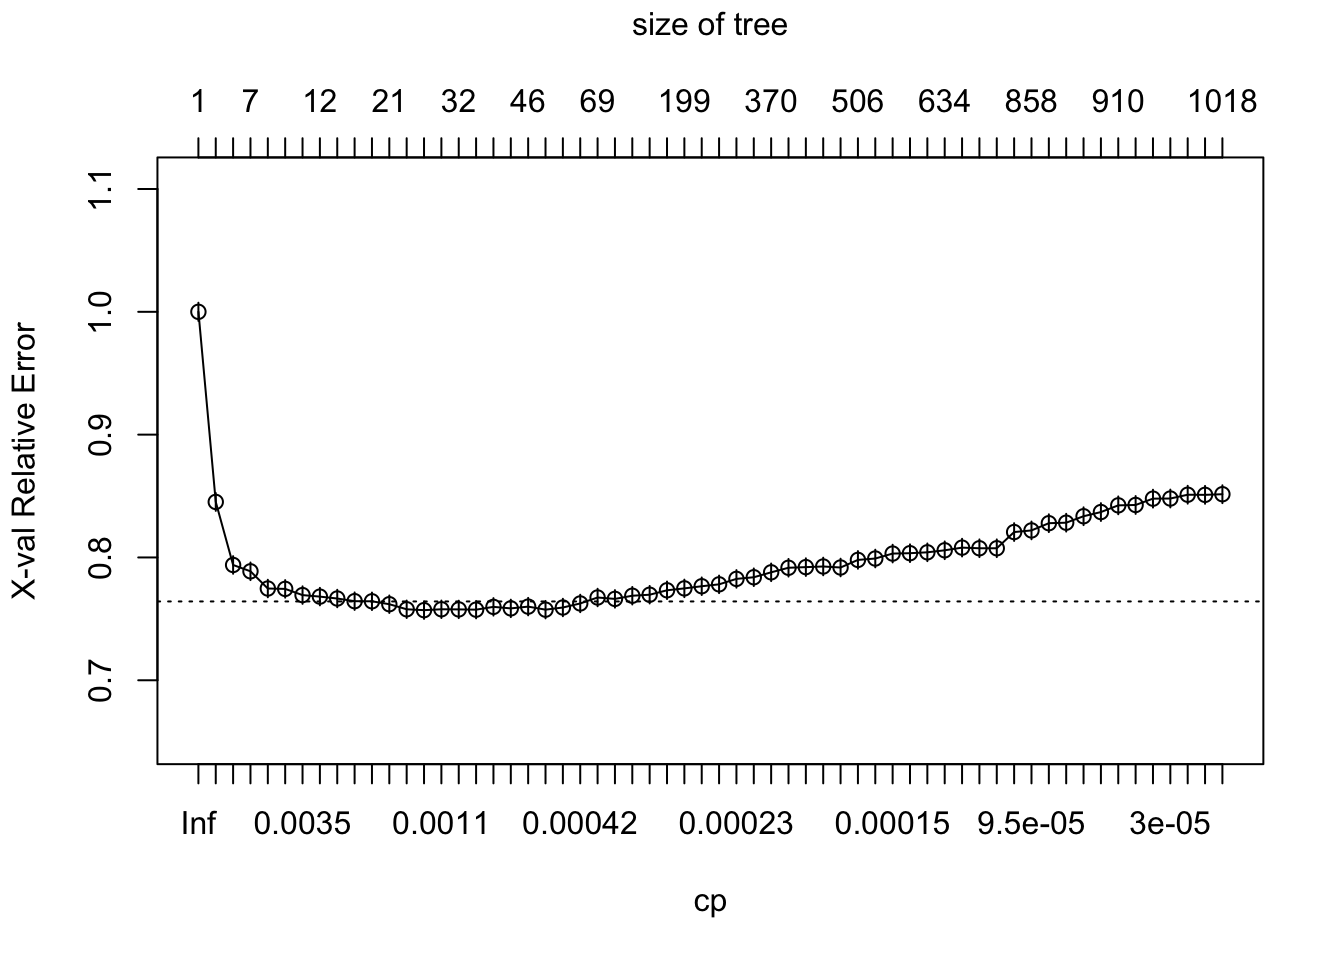 size of tree
1 7 12 21 32 46 69 199 370 506 634 858 910 1018
X-val Relative Error
1.1
1.0
0.9
0.8
0.7
Inf 0.0035 0.0011 0.00042 0.00023 0.00015 9.5e-05 3e-05
cp